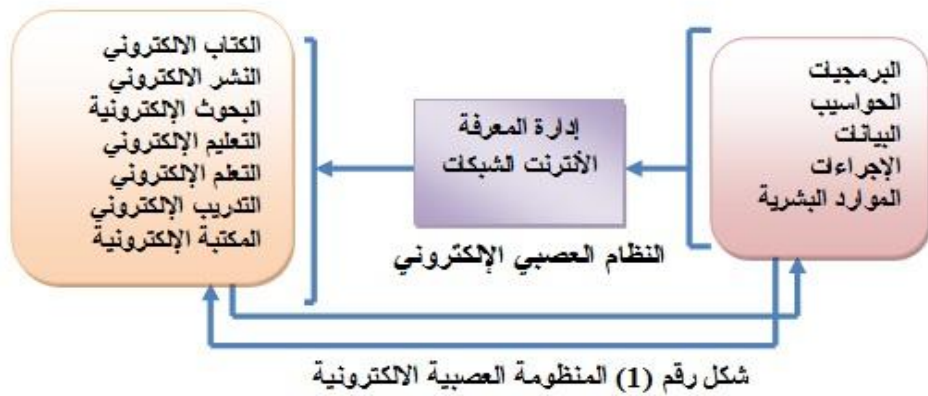 البرمجيات
الحواسيب
البيانات
الإجراءات
الموارد البشرية
إدارة المعرفة
الأنترنت الشبكات
النظام العصبي الإلكتروني
الكتاب الالكتروني
النشر الالكتروني
البحوث الإلكترونية
التعليم الإلكتروني
التعلم الإلكتروني
التدريب الإلكتروني
المكتبة الإلكترونية
شكل رقم (1) المنظومة العصبية الالكترونية